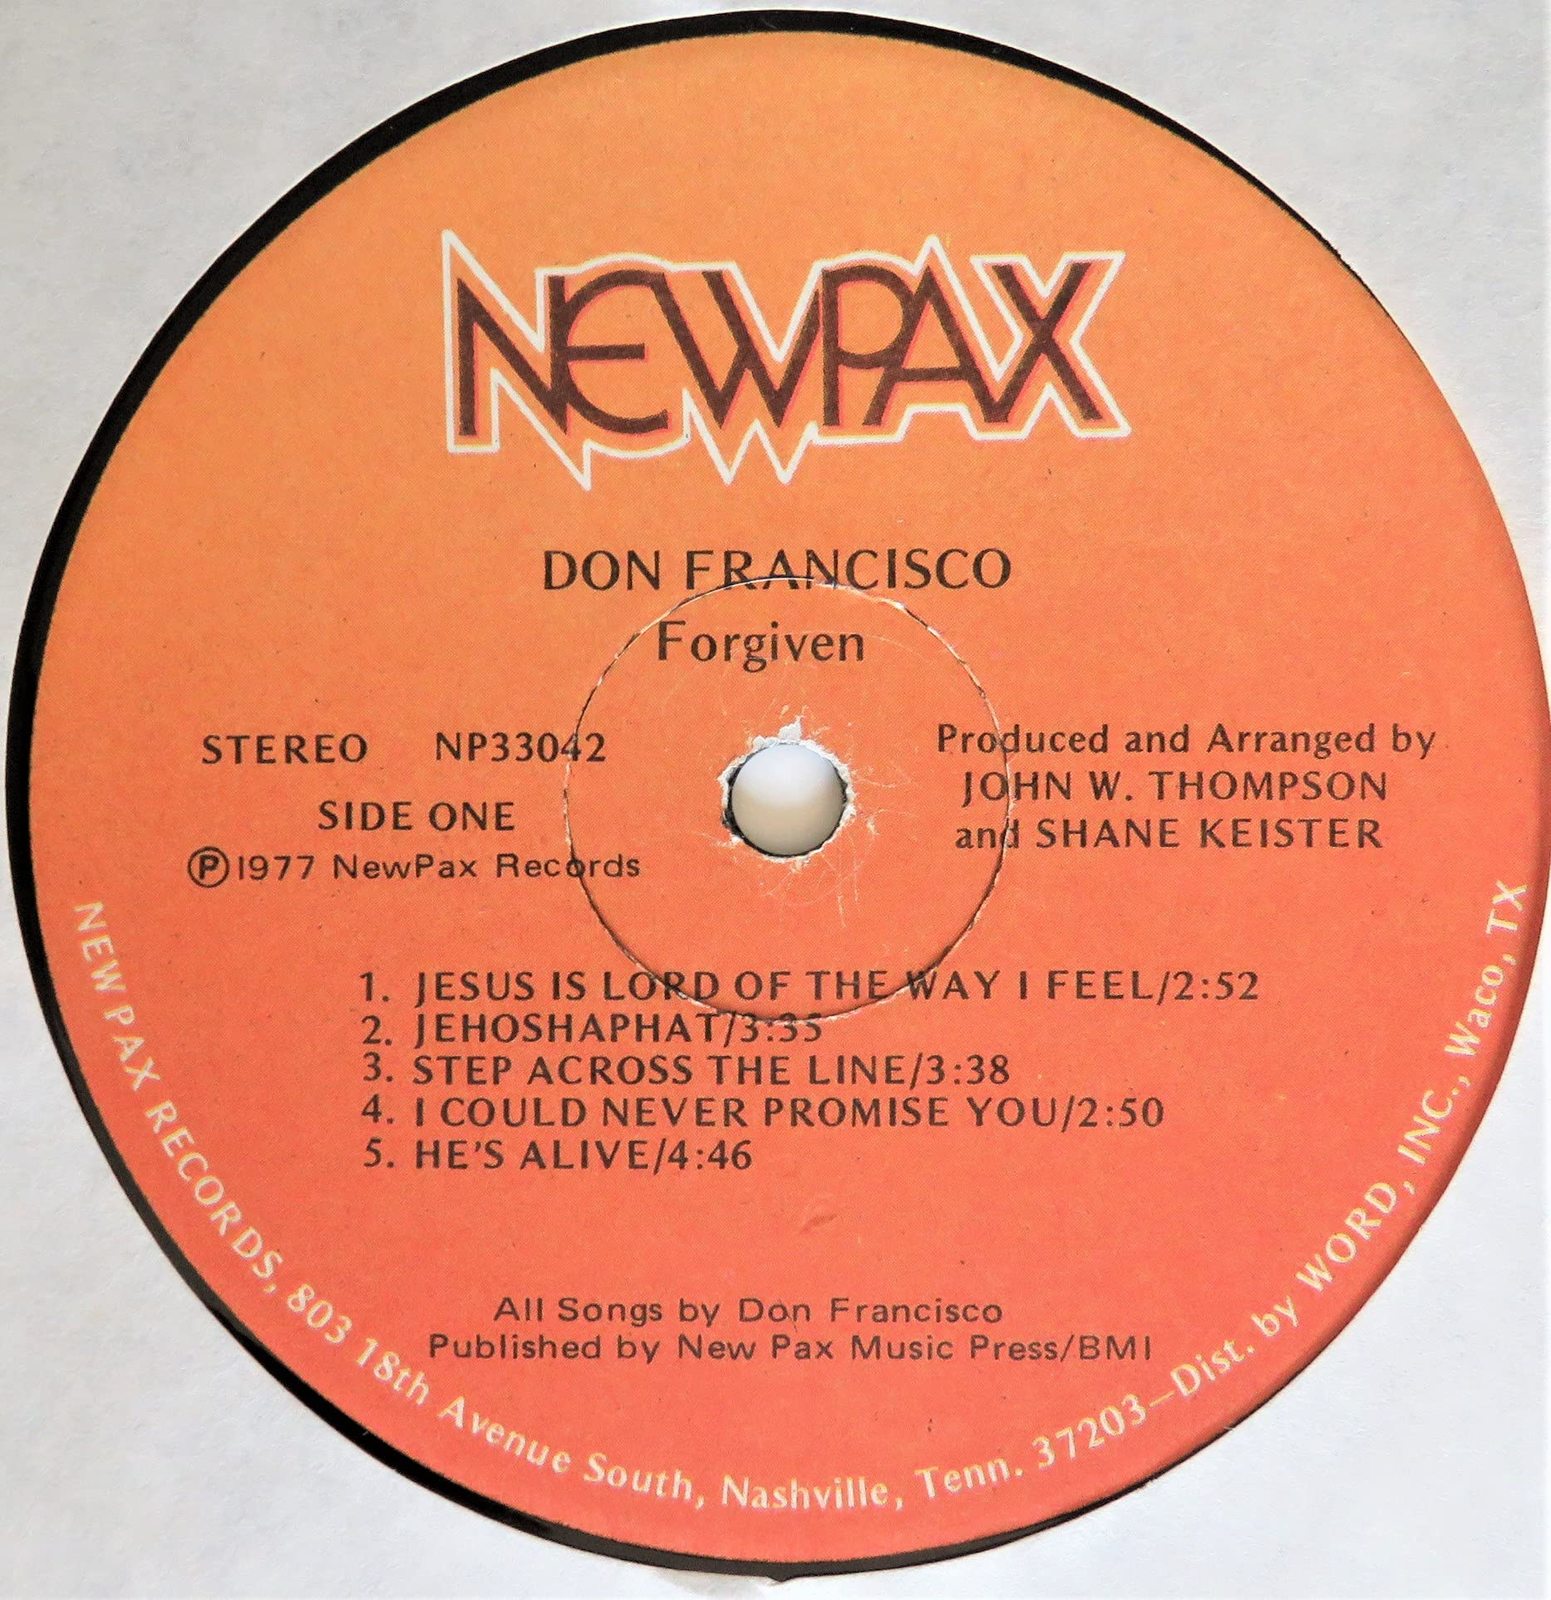 NEWPAX
DON FRANCISCO
Forgiven
STEREO NP33042
SIDE ONE
Ⓟ1977 NewPax Records
Produced and Arranged by
JOHN W. THOMPSON
and SHANE KEISTER
1. JESUS IS LORD OF THE WAY I FEEL/2:52
2. JEHOSHAPHAT/3:35
3. STEP ACROSS THE LINE/3:38
4. I COULD NEVER PROMISE YOU/2:50
5. HE'S ALIVE/4:46
All Songs by Don Francisco
Published by New Pax Music Press/BMI
NEW PAX RECORDS, 803 18th Avenue South, Nashville, Tenn. 37203—Dist. by WORD, INC., Waco, TX